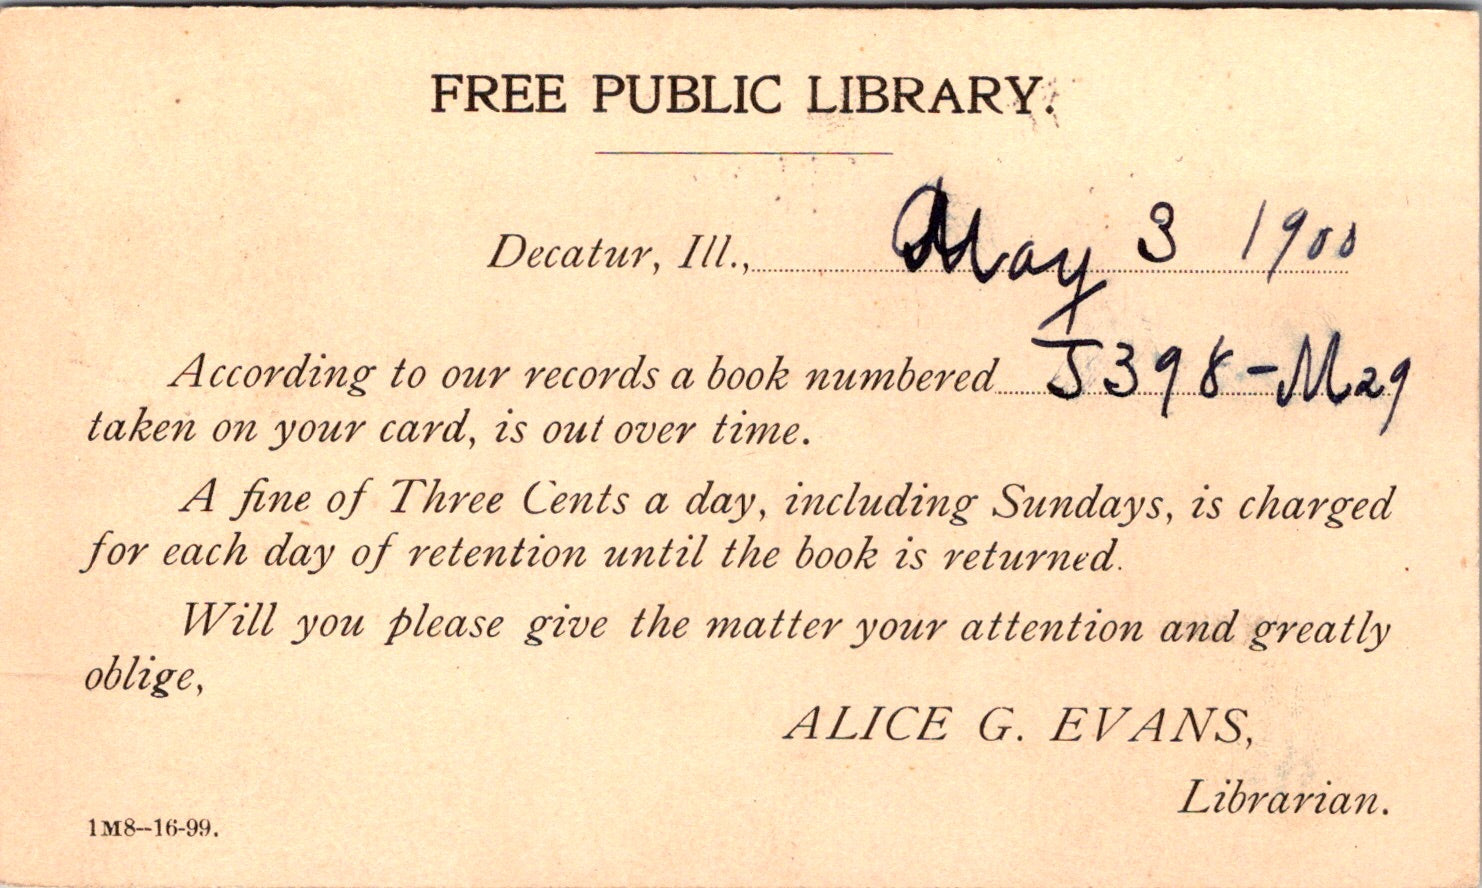 FREE PUBLIC LIBRARY.
Decatur, Ill., May 3 1900
According to our records a book numbered J398-M29
taken on your card, is out over time.
A fine of Three Cents a day, including Sundays, is charged
for each day of retention until the book is returned.
Will you please give the matter your attention and greatly
oblige,
ALICE G. EVANS,
Librarian.
1M8--16-99.